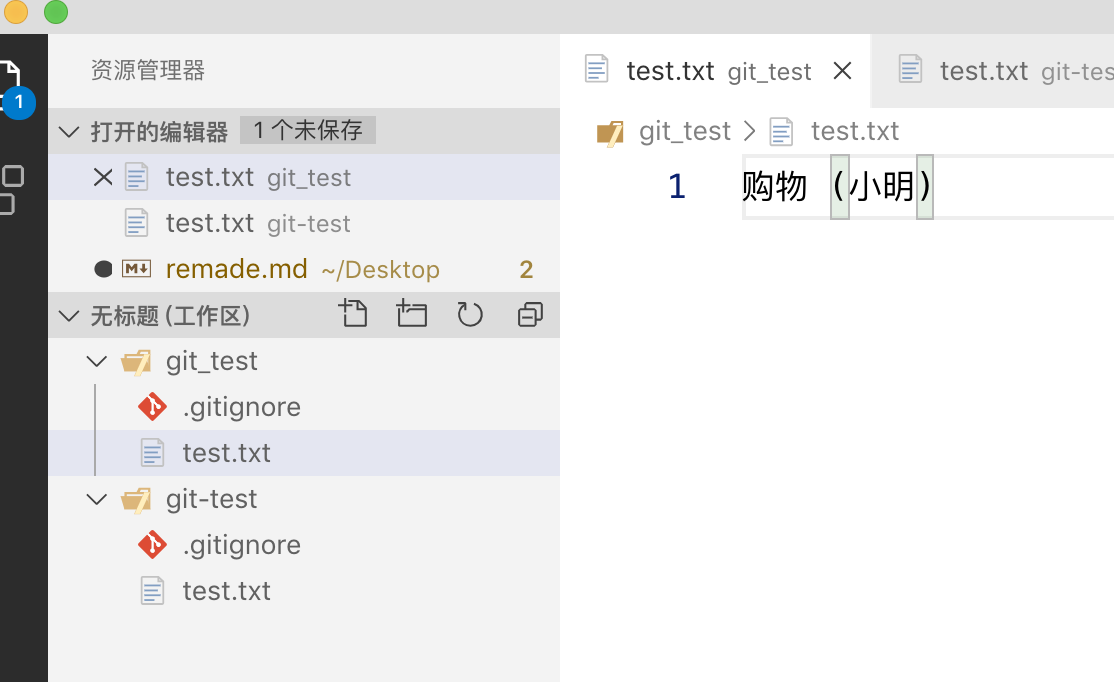 资源管理器
1
打开的编辑器 1 个未保存
test.txt git_test
test.txt git-test
remade.md ~/Desktop 2
无标题 (工作区)
git_test
.gitignore
test.txt
git-test
.gitignore
test.txt
test.txt git_test
test.txt git-tes
git_test > test.txt
1 购物 (小明)